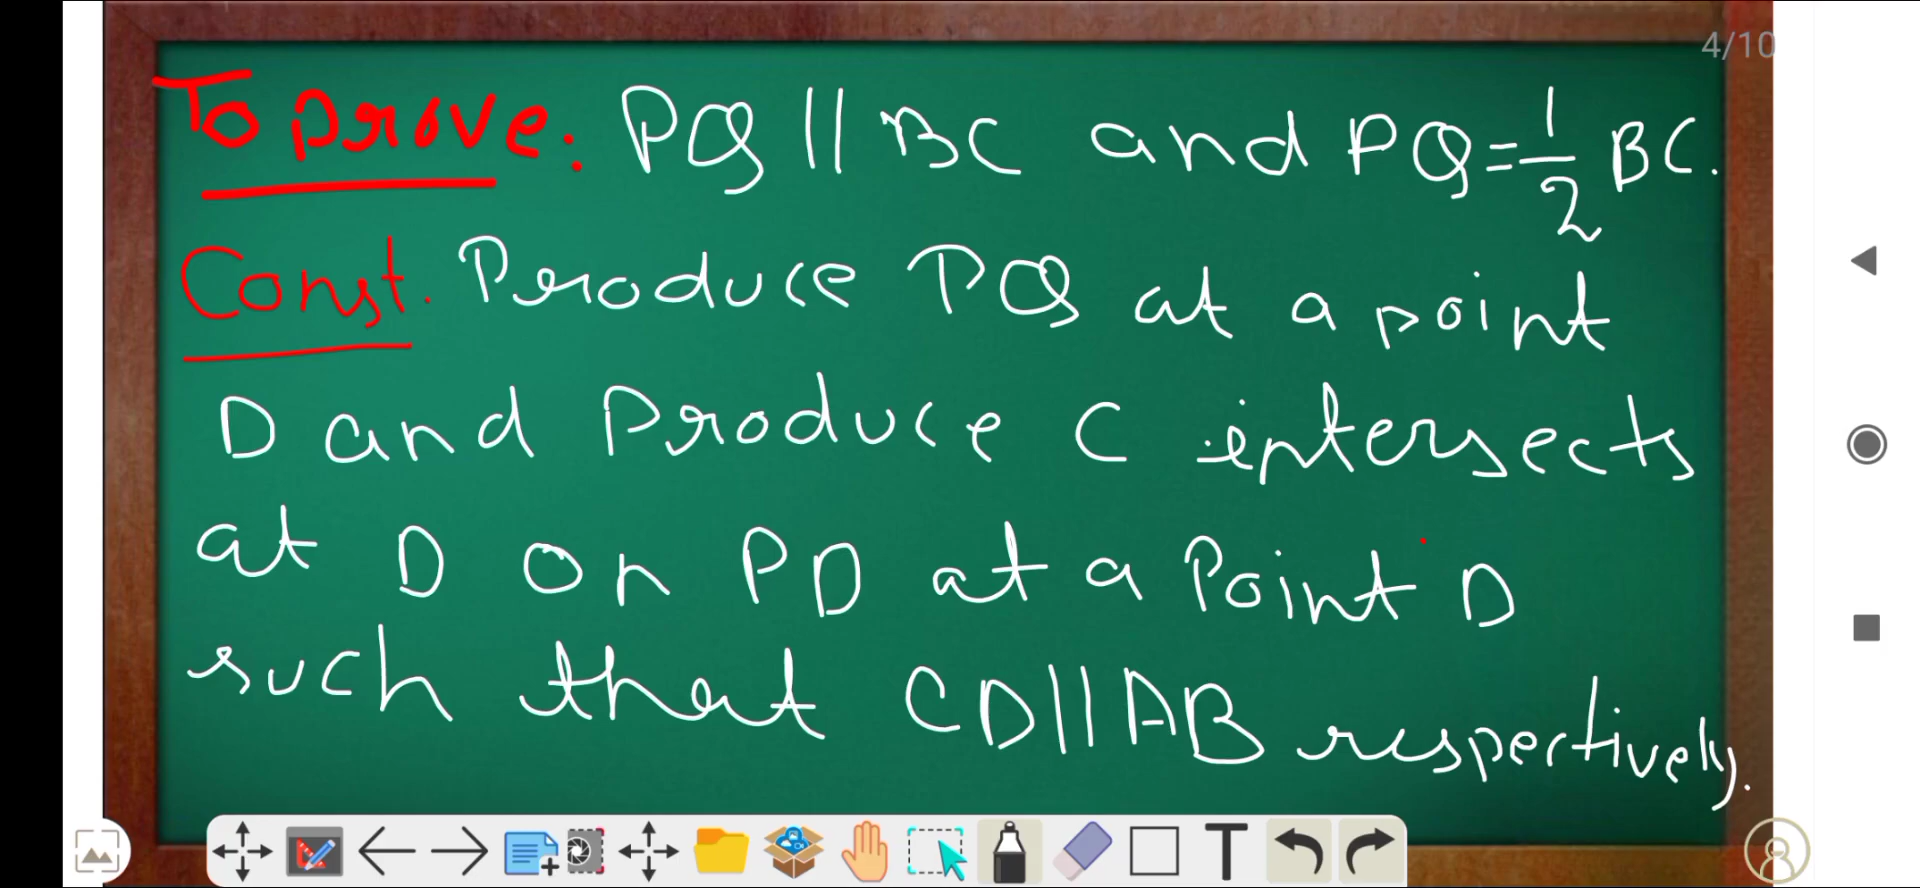 4/10
To prove: PQ || BC and PQ = 1/2 BC.
Const. Produce PQ at a point
D and Produce C intersects
at D on PD at a Point D
such that CD || AB respectively.
T